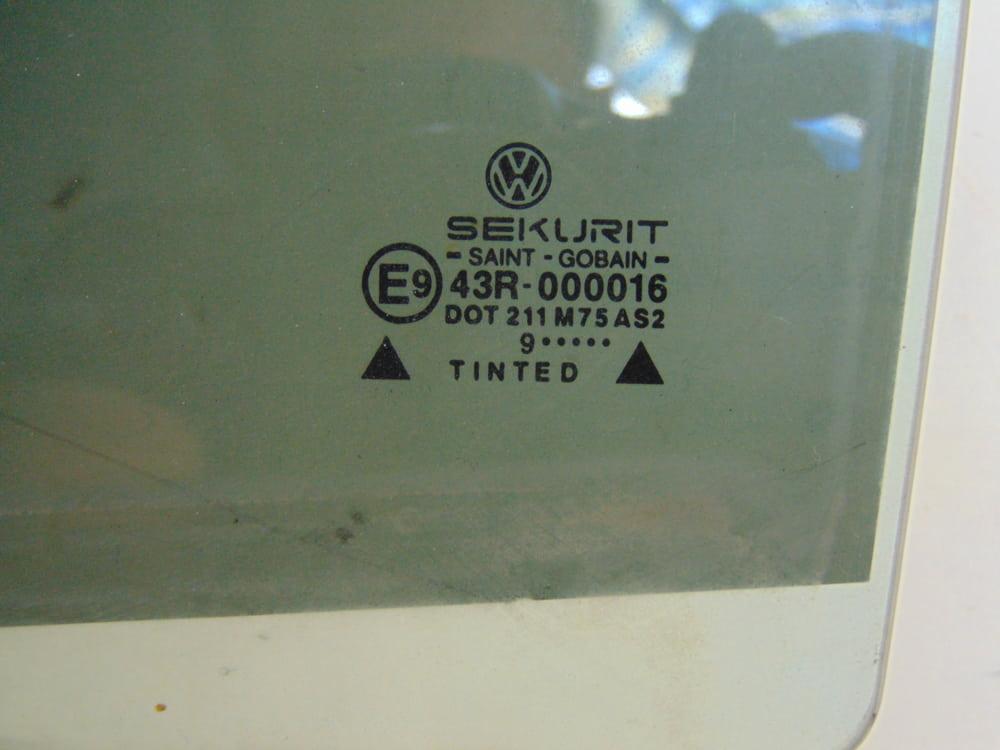 SEKURIT
- SAINT - GOBAIN -
E9 43R-000016
DOT 211 M75 AS2
9•••••
TINTED